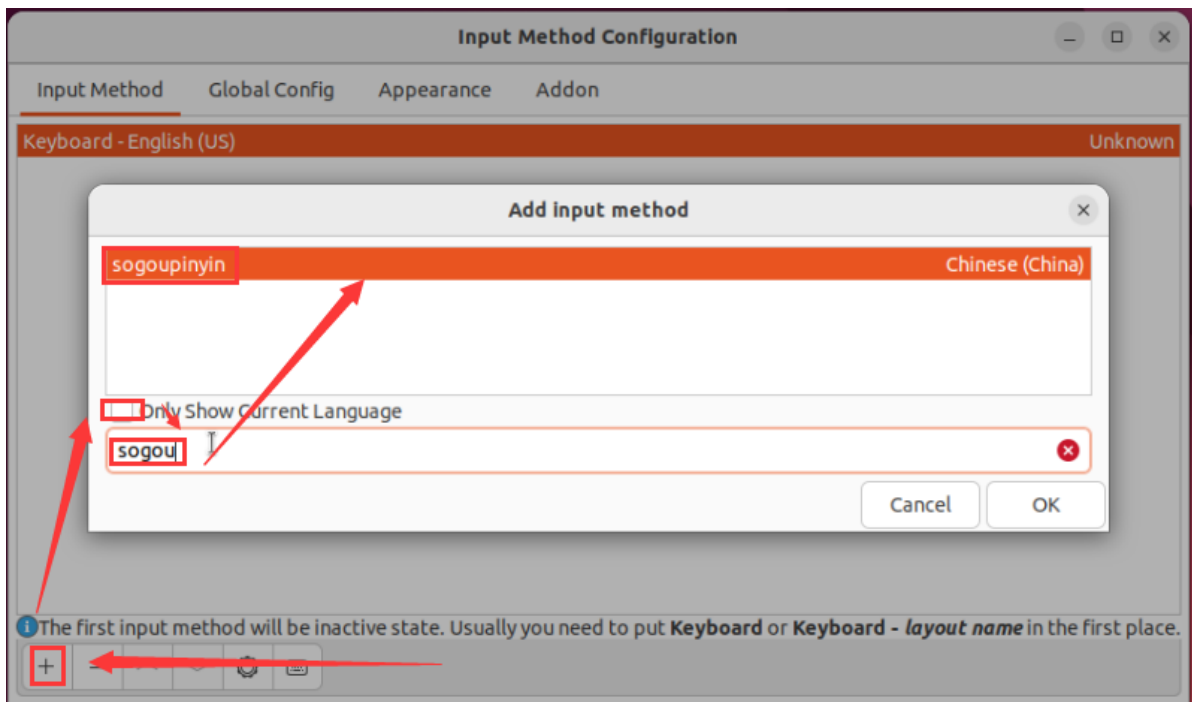 Input Method Configuration
Input Method Global Config Appearance Addon
Keyboard - English (US) Unknown
Add input method
sogoupinyin Chinese (China)
Only Show Current Language
sogou
Cancel OK
The first input method will be inactive state. Usually you need to put Keyboard or Keyboard - layout name in the first place.